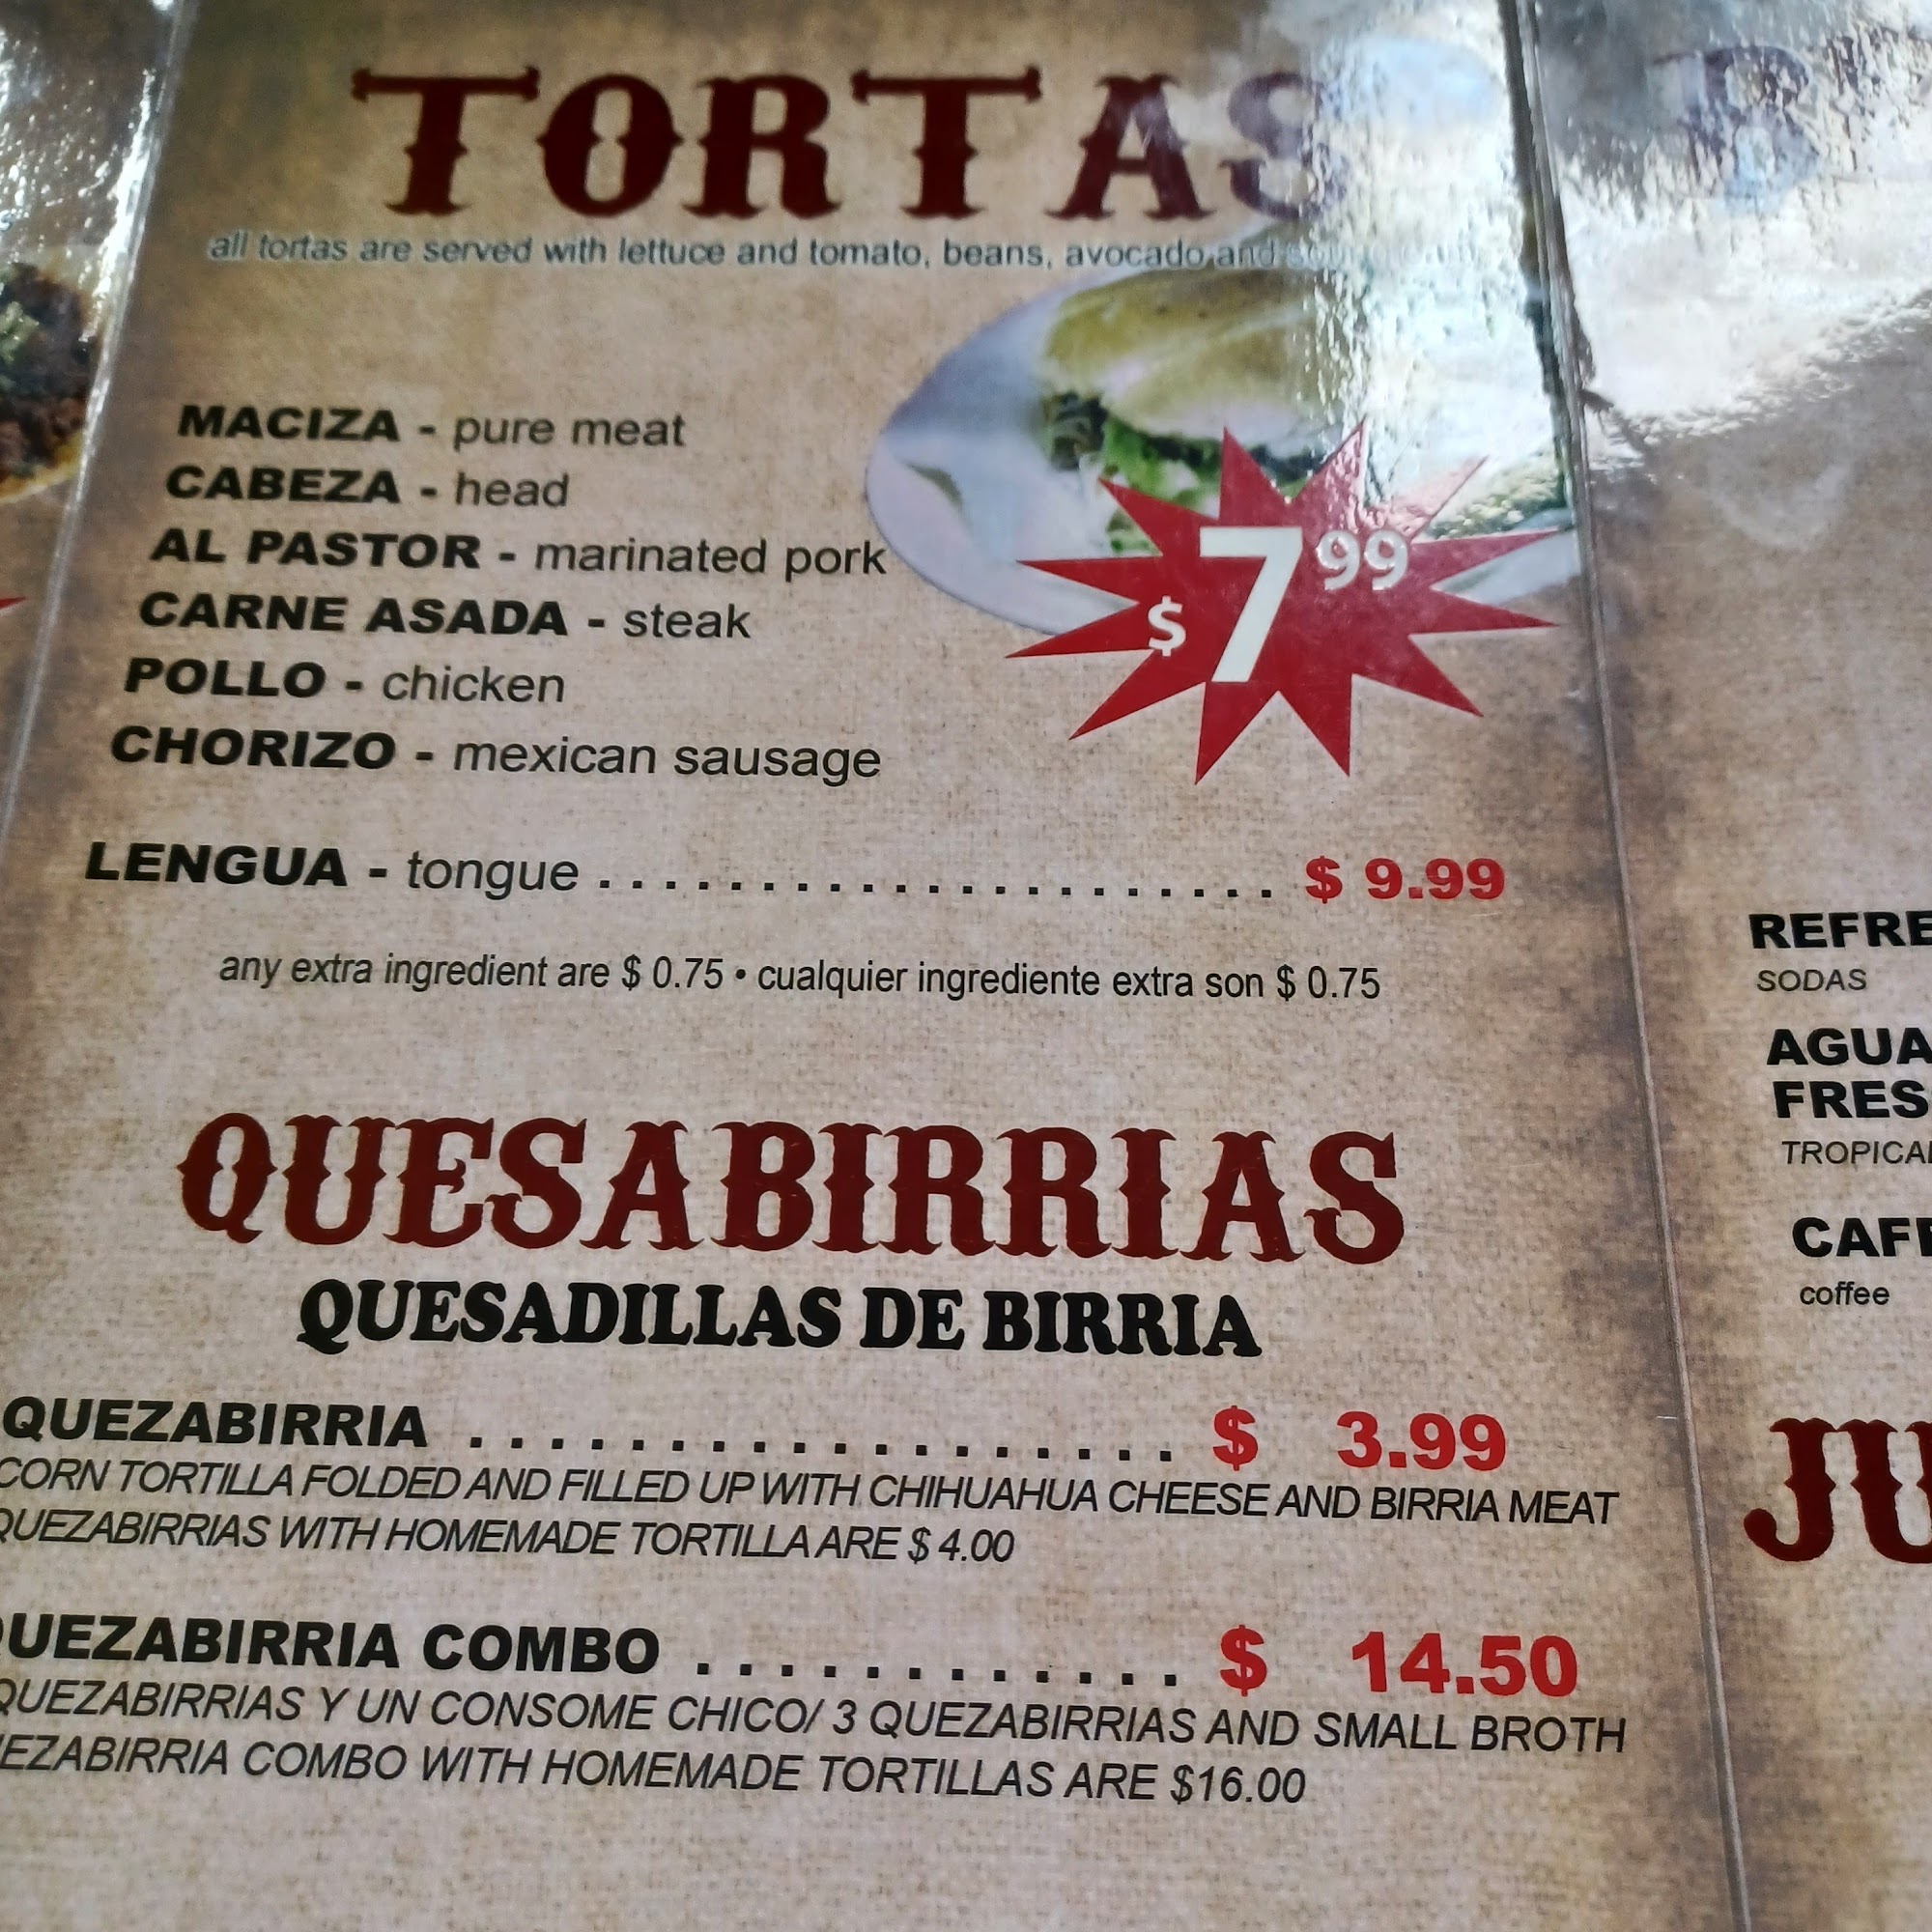 TORTAS
all tortas are served with lettuce and tomato, beans, avocado and
MACIZA - pure meat
CABEZA - head
AL PASTOR - marinated pork
CARNE ASADA - steak
POLLO - chicken
CHORIZO - mexican sausage
$ 7 99
LENGUA - tongue . . . . . . . . . . . . . . . . . . . . . $ 9.99
any extra ingredient are $ 0.75 • cualquier ingrediente extra son $ 0.75
QUESABIRRIAS
QUESADILLAS DE BIRRIA
QUEZABIRRIA . . . . . . . . . . . . . . . . . . . $ 3.99
CORN TORTILLA FOLDED AND FILLED UP WITH CHIHUAHUA CHEESE AND BIRRIA MEAT
QUEZABIRRIAS WITH HOMEMADE TORTILLA ARE $ 4.00
QUEZABIRRIA COMBO . . . . . . . . . . . . $ 14.50
QUEZABIRRIAS Y UN CONSOME CHICO/ 3 QUEZABIRRIAS AND SMALL BROTH
EZABIRRIA COMBO WITH HOMEMADE TORTILLAS ARE $16.00
B
REFRE
SODAS
AGUA
FRES
TROPICA
CAF
coffee
JU